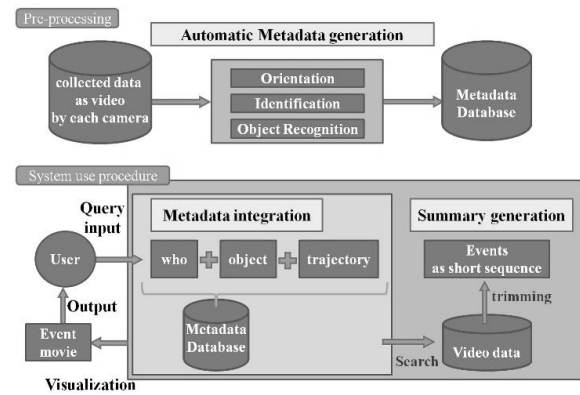 Pre-processing
Automatic Metadata generation
collected data
as video
by each camera
Orientation
Identification
Object Recognition
Metadata
Database
System use procedure
Query
input
Metadata integration
Summary generation
User
who
object
trajectory
Events
as short sequence
Output
trimming
Event
movie
Metadata
Database
Search
Video data
Visualization